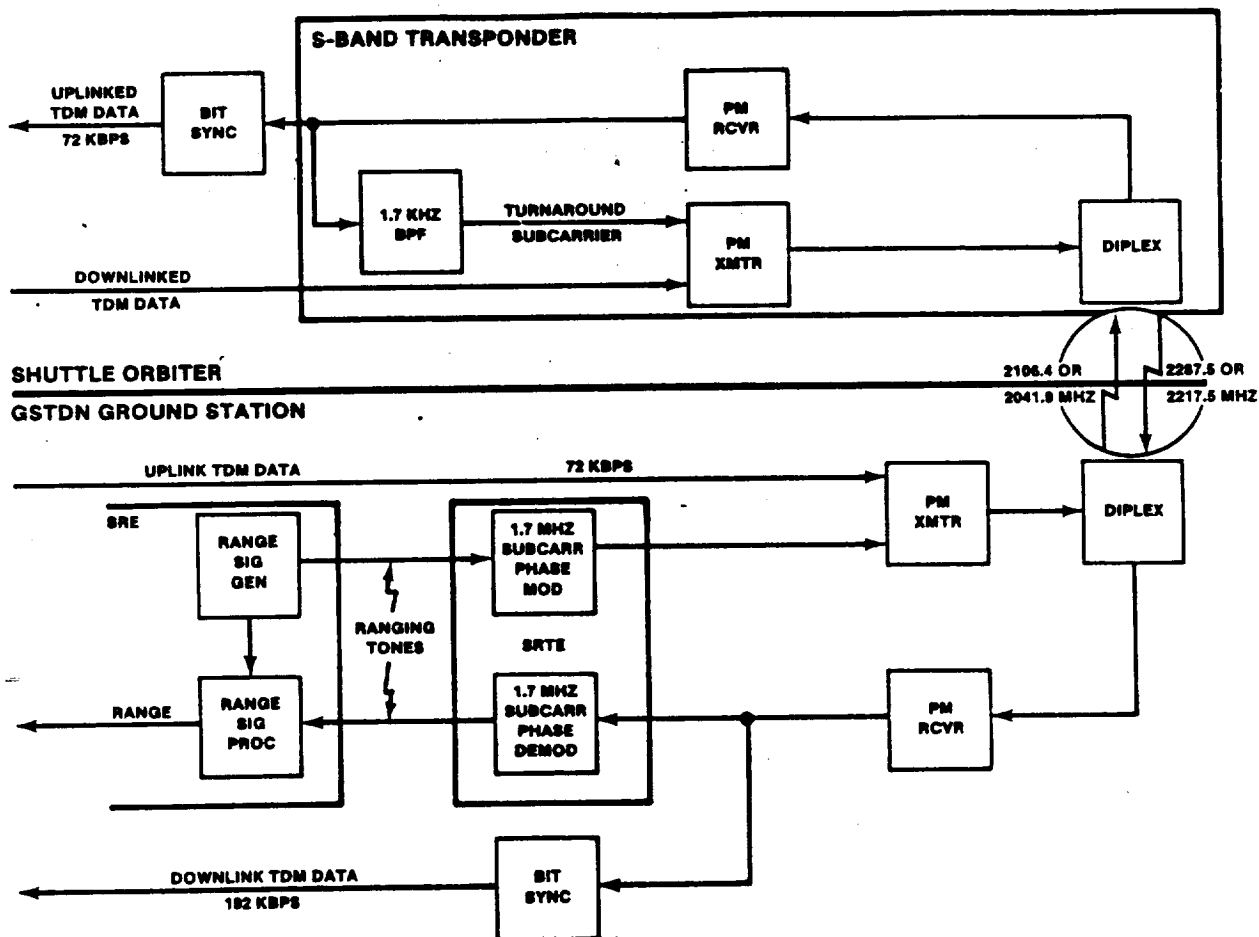 S-BAND TRANSPONDER
UPLINKED
TDM DATA
72 KBPS
BIT
SYNC
PM
RCVR
1.7 KHZ
BPF
TURNAROUND
SUBCARRIER
PM
XMTR
DIPLEX
DOWNLINKED
TDM DATA
SHUTTLE ORBITER
GSTDN GROUND STATION
2106.4 OR
2041.9 MHZ
2287.5 OR
2217.5 MHZ
UPLINK TDM DATA
72 KBPS
PM
XMTR
DIPLEX
SRE
RANGE
SIG
GEN
1.7 MHZ
SUBCARR
PHASE
MOD
RANGING
TONES
SRTE
RANGE
RANGE
SIG
PROC
1.7 MHZ
SUBCARR
PHASE
DEMOD
PM
RCVR
DOWNLINK TDM DATA
192 KBPS
BIT
SYNC